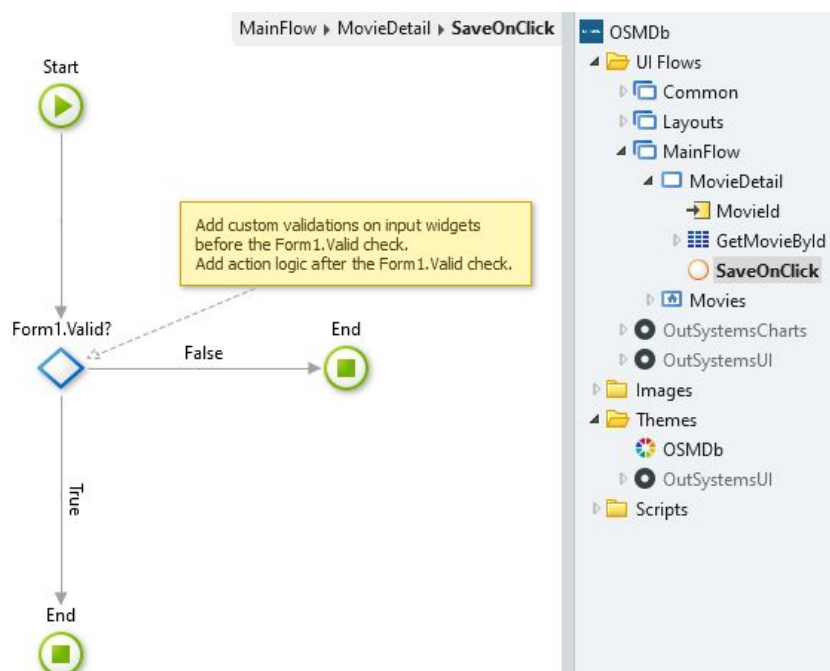 MainFlow ▸ MovieDetail ▸ SaveOnClick
Start
Add custom validations on input widgets
before the Form1.Valid check.
Add action logic after the Form1.Valid check.
Form1.Valid?
False
End
True
End
OSMDb
UI Flows
Common
Layouts
MainFlow
MovieDetail
MovieId
GetMovieById
SaveOnClick
Movies
OutSystemsCharts
OutSystemsUI
Images
Themes
OSMDb
OutSystemsUI
Scripts